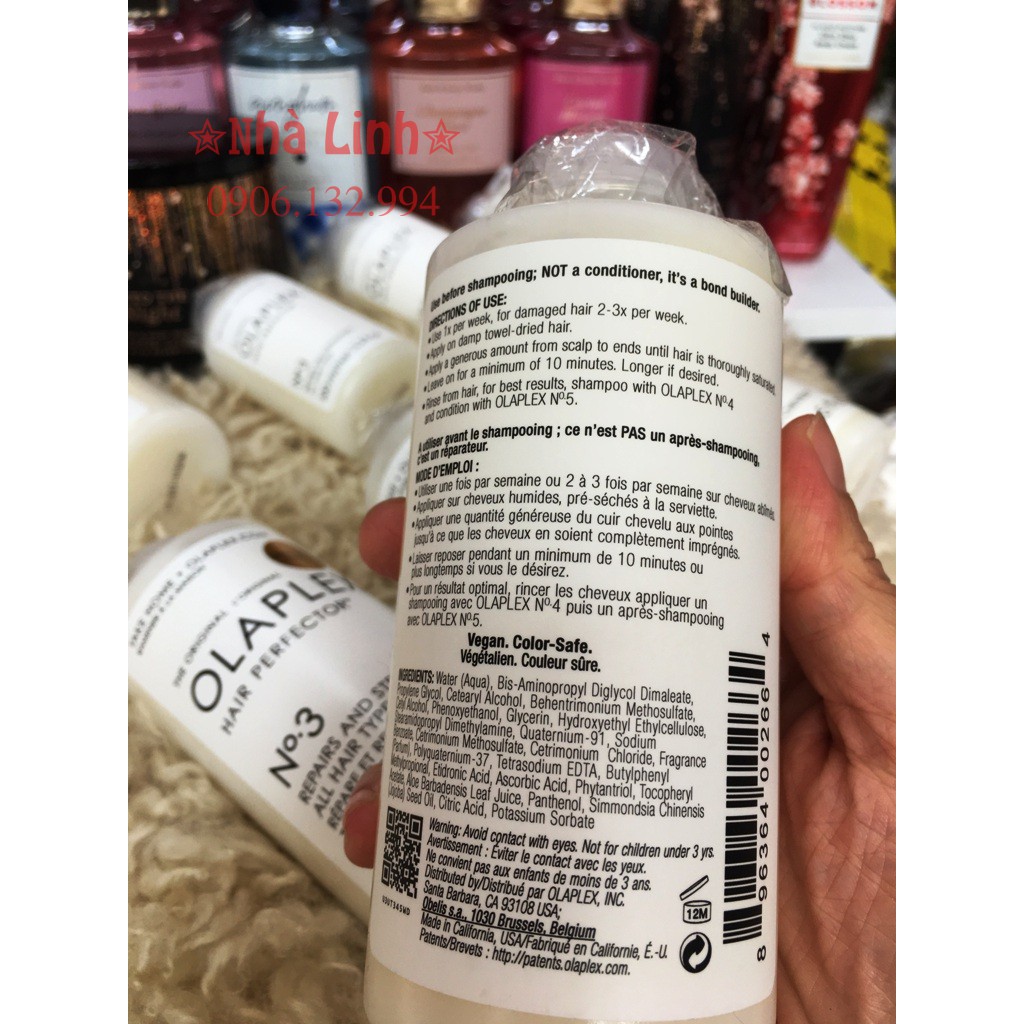 ☆Nhà Linh☆
0906.132.994
Use before shampooing; NOT a conditioner, it's a bond builder.
DIRECTIONS OF USE:
•Use 1x per week, for damaged hair 2-3x per week.
•Apply on damp towel-dried hair.
•Apply a generous amount from scalp to ends until hair is thoroughly saturated.
•Leave on for a minimum of 10 minutes. Longer if desired.
•Rinse from hair, for best results, shampoo with OLAPLEX Nº.4
and condition with OLAPLEX Nº.5.
A utiliser avant le shampooing ; ce n'est PAS un après-shampooing,
c'est un réparateur.
MODE D'EMPLOI :
•Utiliser une fois par semaine ou 2 à 3 fois par semaine sur cheveux abîmés.
•Appliquer sur cheveux humides, pré-séchés à la serviette.
•Appliquer une quantité généreuse du cuir chevelu aux pointes
jusqu'à ce que les cheveux en soient complètement imprégnés.
•Laisser reposer pendant un minimum de 10 minutes ou
plus longtemps si vous le désirez.
•Pour un résultat optimal, rincer les cheveux appliquer un
shampooing avec OLAPLEX Nº.4 puis un après-shampooing
avec OLAPLEX Nº5.
Vegan. Color-Safe.
Végétalien. Couleur sûre.
INGREDIENTS: Water (Aqua), Bis-Aminopropyl Diglycol Dimaleate,
Propylene Glycol, Cetearyl Alcohol, Behentrimonium Methosulfate,
Cetyl Alcohol, Phenoxyethanol, Glycerin, Hydroxyethyl Ethylcellulose,
Stearamidopropyl Dimethylamine, Quaternium-91, Sodium
Benzoate, Cetrimonium Methosulfate, Cetrimonium Chloride, Fragrance
(Parfum), Polyquaternium-37, Tetrasodium EDTA, Butylphenyl
Methylpropional, Etidronic Acid, Ascorbic Acid, Phytantriol, Tocopheryl
Acetate, Aloe Barbadensis Leaf Juice, Panthenol, Simmondsia Chinensis
(Jojoba) Seed Oil, Citric Acid, Potassium Sorbate
Warning: Avoid contact with eyes. Not for children under 3 yrs.
Avertissement : Éviter le contact avec les yeux.
Ne convient pas aux enfants de moins de 3 ans.
Distributed by/Distribué par OLAPLEX, INC.
Santa Barbara, CA 93108 USA;
Obelis s.a., 1030 Brussels, Belgium
Made in California, USA/Fabriqué en Californie, É.-U.
Patents/Brevets : http://patents.olaplex.com.
12M
8 96364 00266 4
THE ORIGINAL
OLAPLEX
HAIR PERFECTOR
Nº.3
REPAIRS AND
ALL HAIR
OLAPLEX